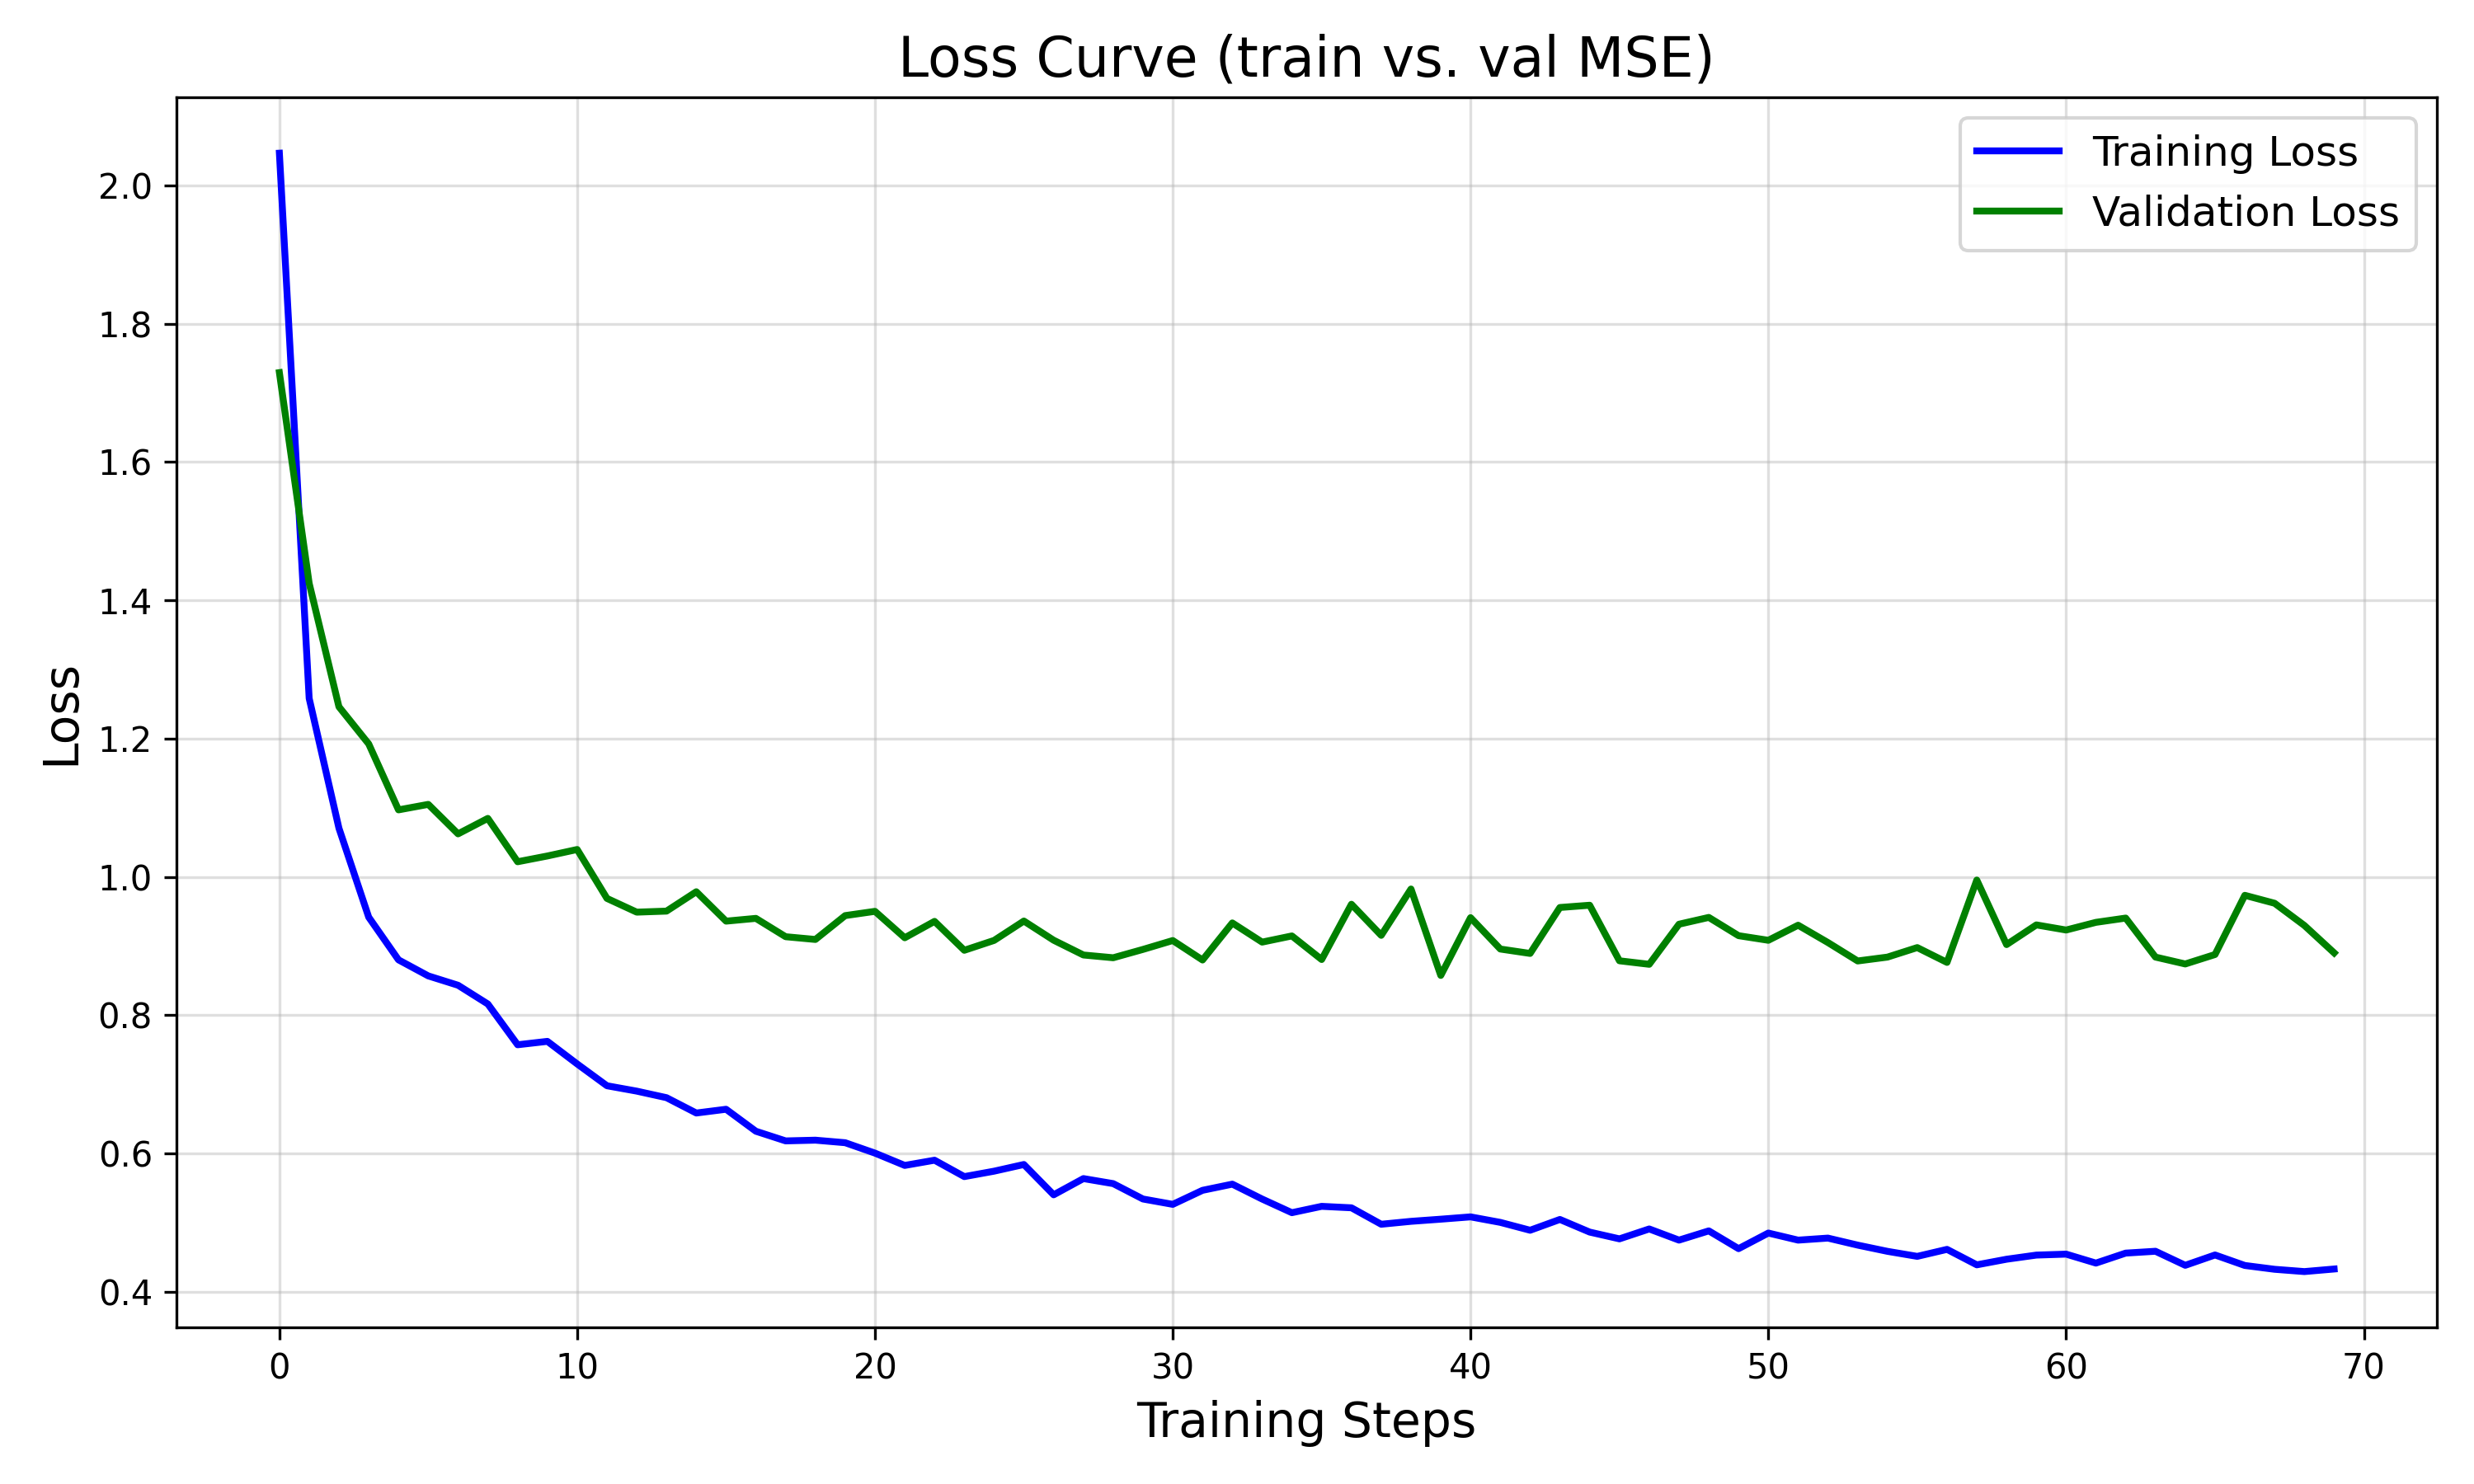 Loss Curve (train vs. val MSE)
Training Loss
Validation Loss
Loss
2.0
1.8
1.6
1.4
1.2
1.0
0.8
0.6
0.4
0 10 20 30 40 50 60 70
Training Steps